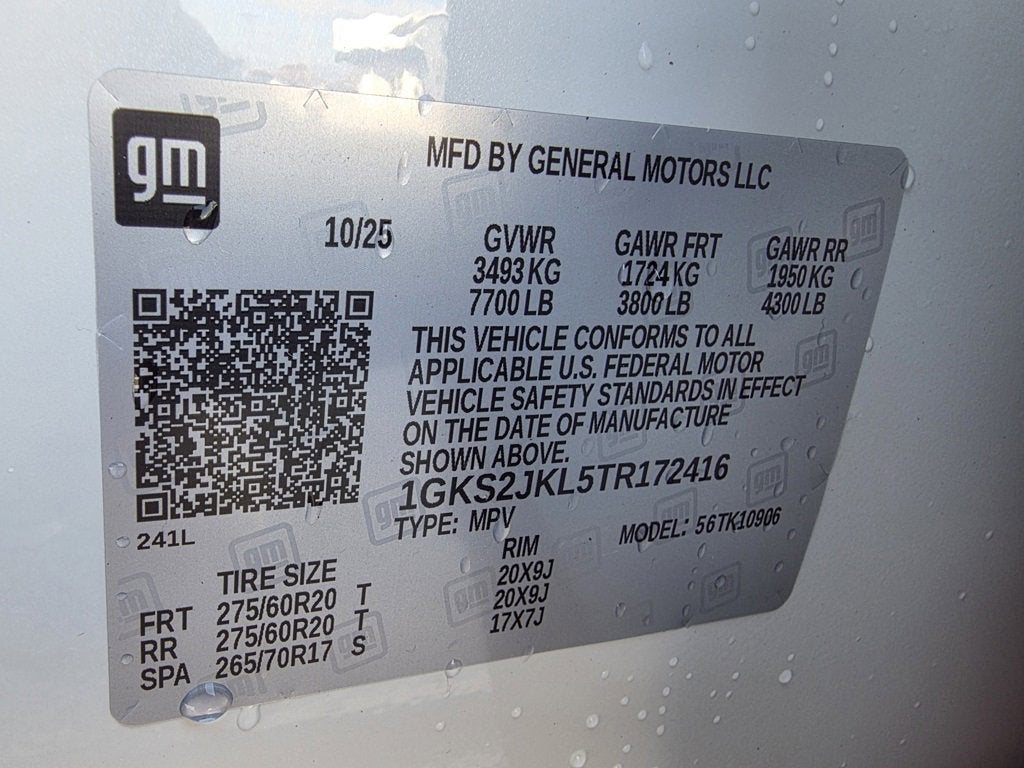 gm
MFD BY GENERAL MOTORS LLC
10/25 GVWR GAWR FRT GAWR RR
3493 KG 1724 KG 1950 KG
7700 LB 3800 LB 4300 LB
THIS VEHICLE CONFORMS TO ALL
APPLICABLE U.S. FEDERAL MOTOR
VEHICLE SAFETY STANDARDS IN EFFECT
ON THE DATE OF MANUFACTURE
SHOWN ABOVE.
1GKS2JKL5TR172416
TYPE: MPV MODEL: 56TK10906
241L
TIRE SIZE RIM
FRT 275/60R20 T 20X9J
RR 275/60R20 T 20X9J
SPA 265/70R17 S 17X7J